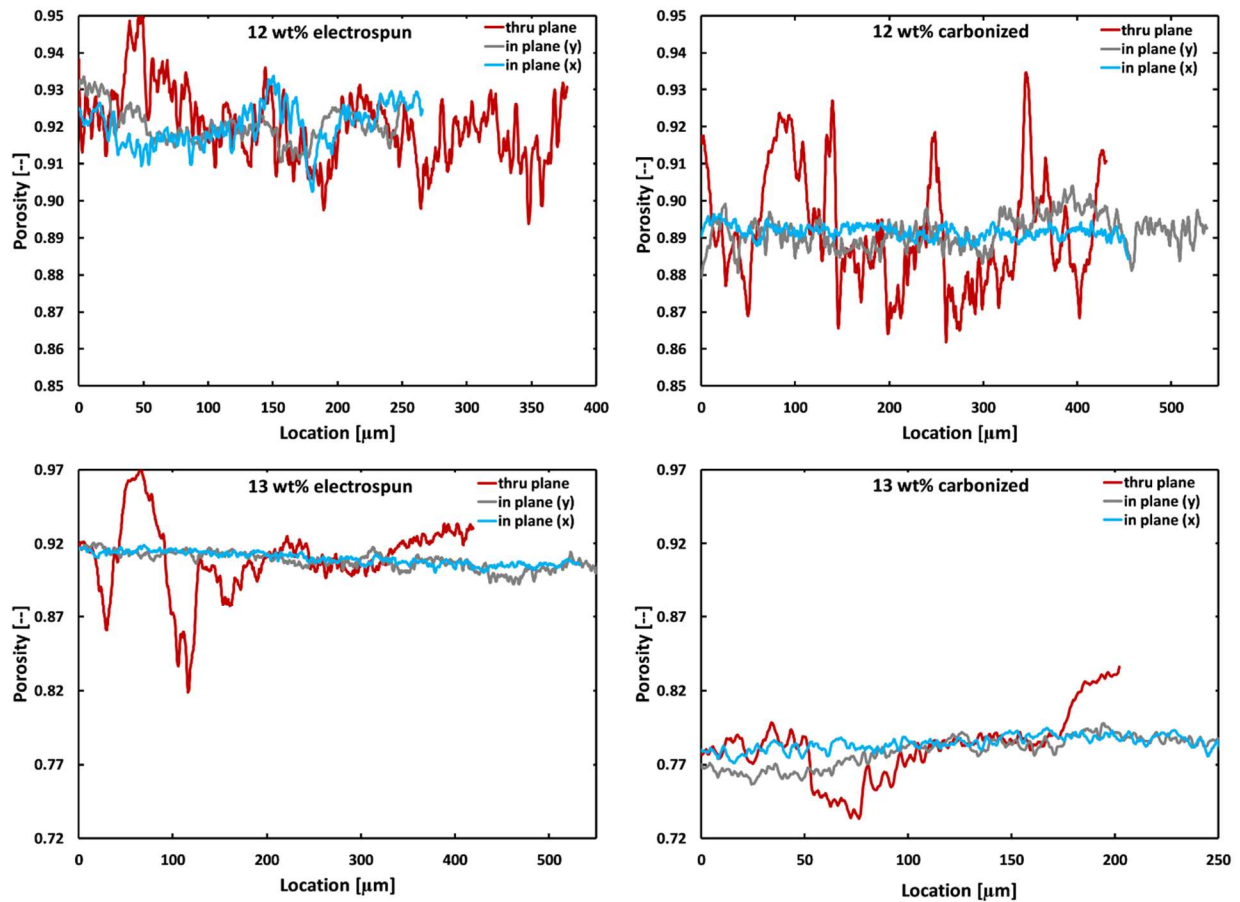 12 wt% electrospun
thru plane
in plane (y)
in plane (x)
Porosity [--]
0.95
0.94
0.93
0.92
0.91
0.90
0.89
0.88
0.87
0.86
0.85
0 50 100 150 200 250 300 350 400
Location [µm]
12 wt% carbonized
thru plane
in plane (y)
in plane (x)
Porosity [--]
0.95
0.94
0.93
0.92
0.91
0.90
0.89
0.88
0.87
0.86
0.85
0 100 200 300 400 500
Location [µm]
13 wt% electrospun
thru plane
in plane (y)
in plane (x)
Porosity [--]
0.97
0.92
0.87
0.82
0.77
0.72
0 100 200 300 400 500
Location [µm]
13 wt% carbonized
thru plane
in plane (y)
in plane (x)
Porosity [--]
0.97
0.92
0.87
0.82
0.77
0.72
0 50 100 150 200 250
Location [µm]